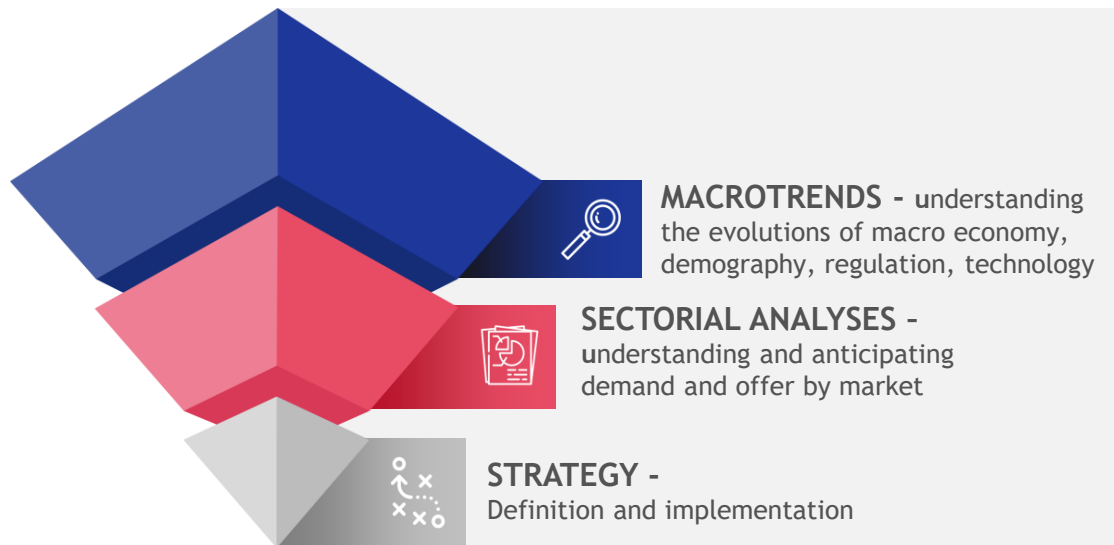 MACROTRENDS - understanding
the evolutions of macro economy,
demography, regulation, technology
SECTORIAL ANALYSES –
understanding and anticipating
demand and offer by market
STRATEGY -
Definition and implementation